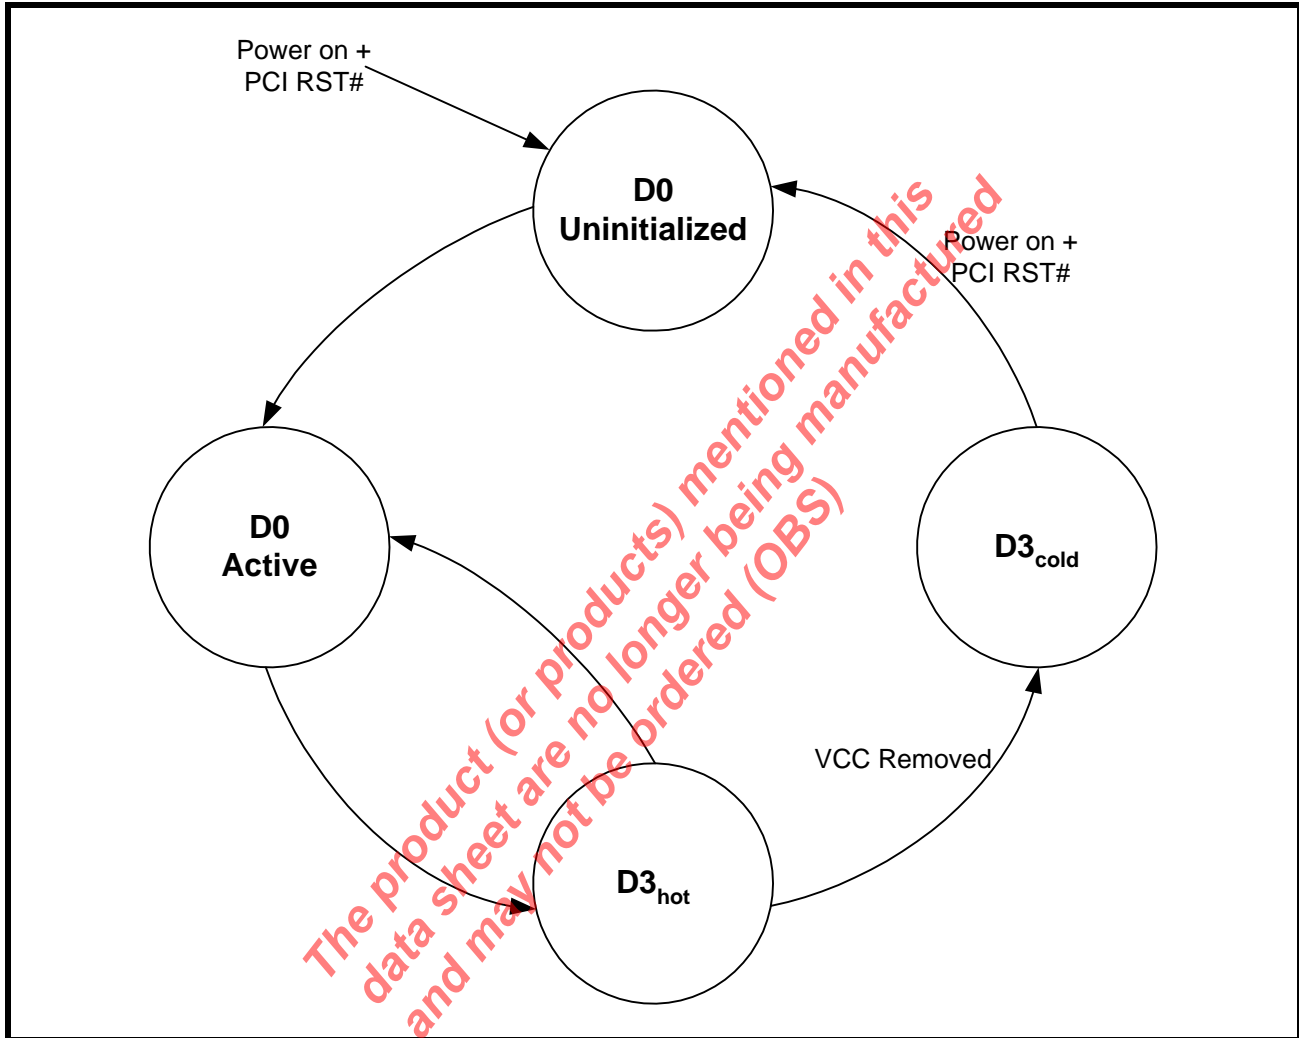 Power on +
PCI RST#
D0
Uninitialized
Power on +
PCI RST#
D0
Active
D3cold
VCC Removed
D3hot
The product (or products) mentioned in this
data sheet are no longer being manufactured
and may not be ordered (OBS)